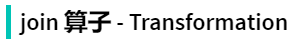 join 算子 - Transformation